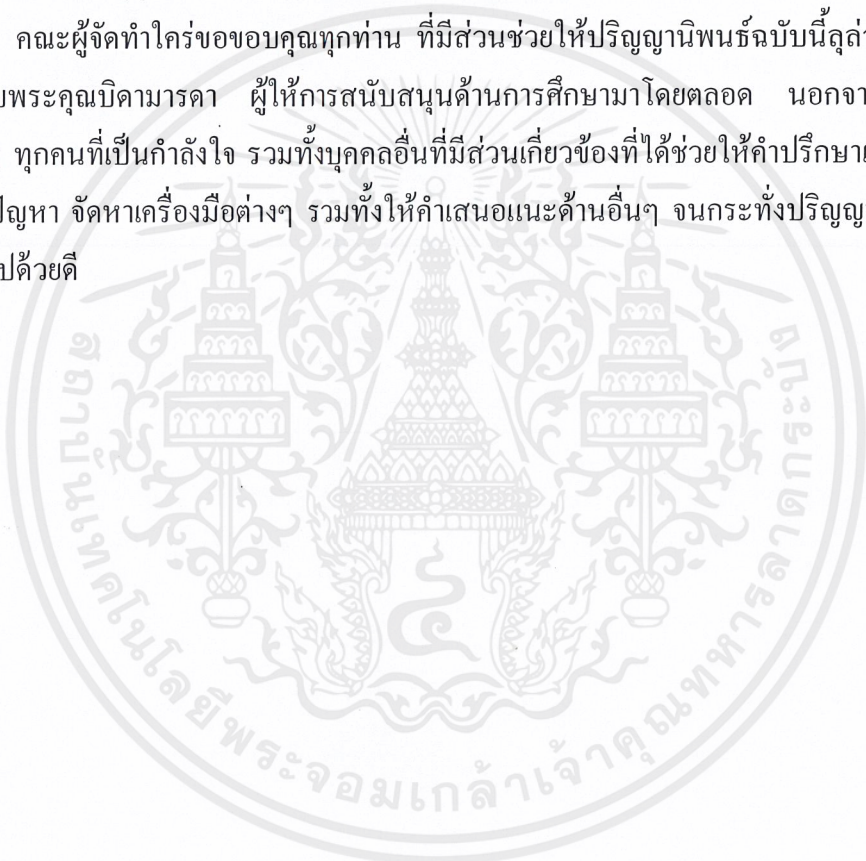 คณะผู้จัดทำใคร่ขอขอบคุณทุกท่าน ที่มีส่วนช่วยให้ปริญญานิพนธ์ฉบับนี้ลุล่
พระคุณบิดามารดา ผู้ให้การสนับสนุนด้านการศึกษามาโดยตลอด นอกจา
ทุกคนที่เป็นกำลังใจ รวมทั้งบุคคลอื่นที่มีส่วนเกี่ยวข้องที่ได้ช่วยให้คำปรึกษา
ปัญหา จัดหาเครื่องมือต่างๆ รวมทั้งให้คำเสนอแนะด้านอื่นๆ จนกระทั่งปริญญ
ปด้วยดี
สถาบันเทคโนโลยีพระจอมเกล้าเจ้าคุณทหารลาดกระบัง
๔